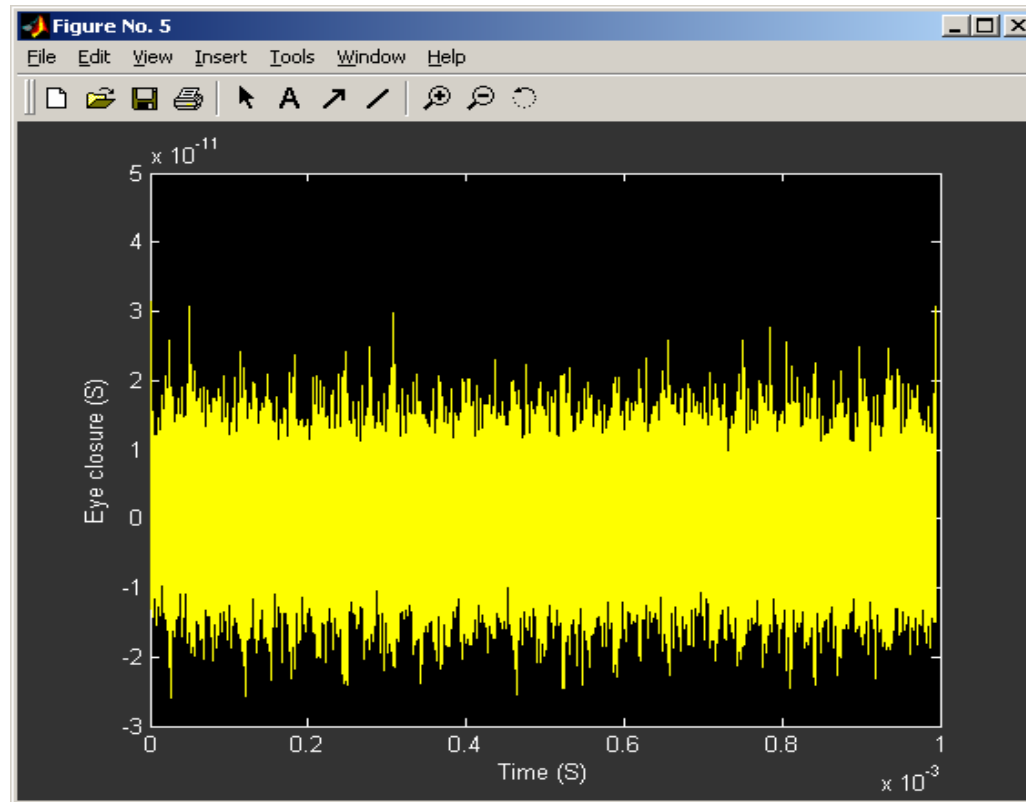 Figure No. 5
File Edit View Insert Tools Window Help
A
x 10^-11
5
4
3
2
1
0
-1
-2
-3
Eye closure (S)
0 0.2 0.4 0.6 0.8 1
Time (S)
x 10^-3